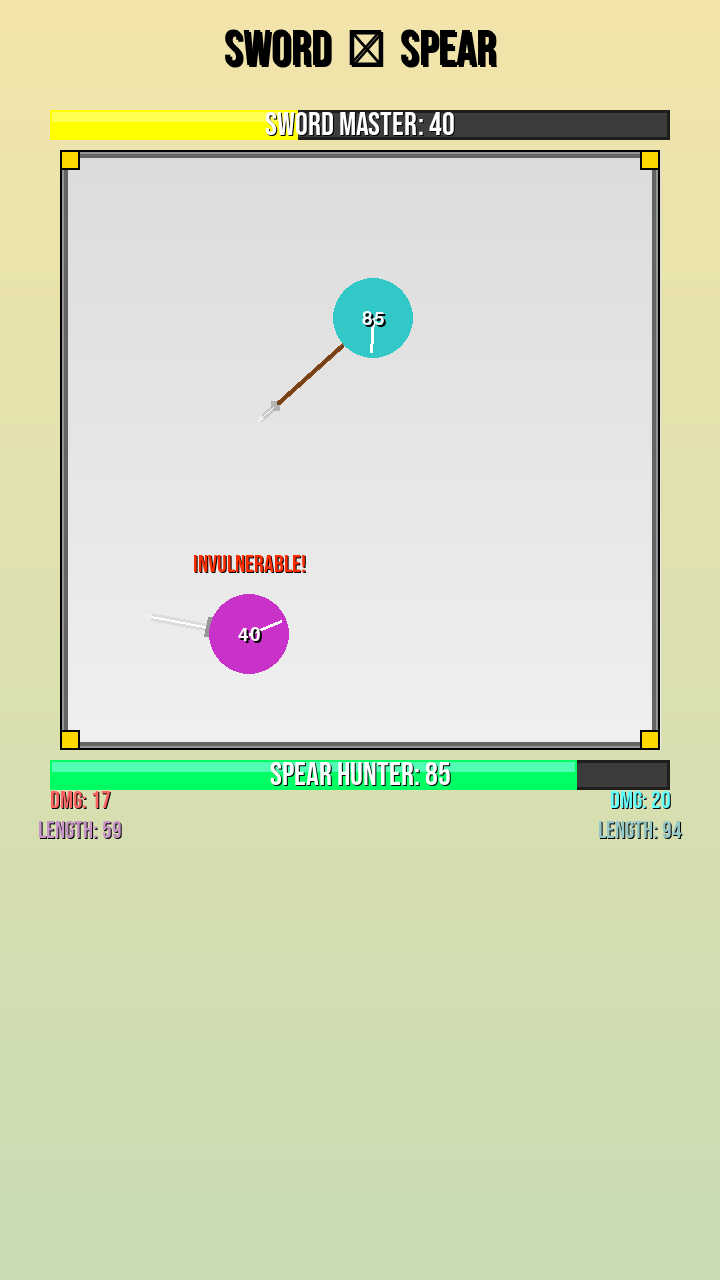 SWORD ☒ SPEAR
SWORD MASTER: 40
85
INVULNERABLE!
40
SPEAR HUNTER: 85
DMG: 17 DMG: 20
LENGTH: 59 LENGTH: 94